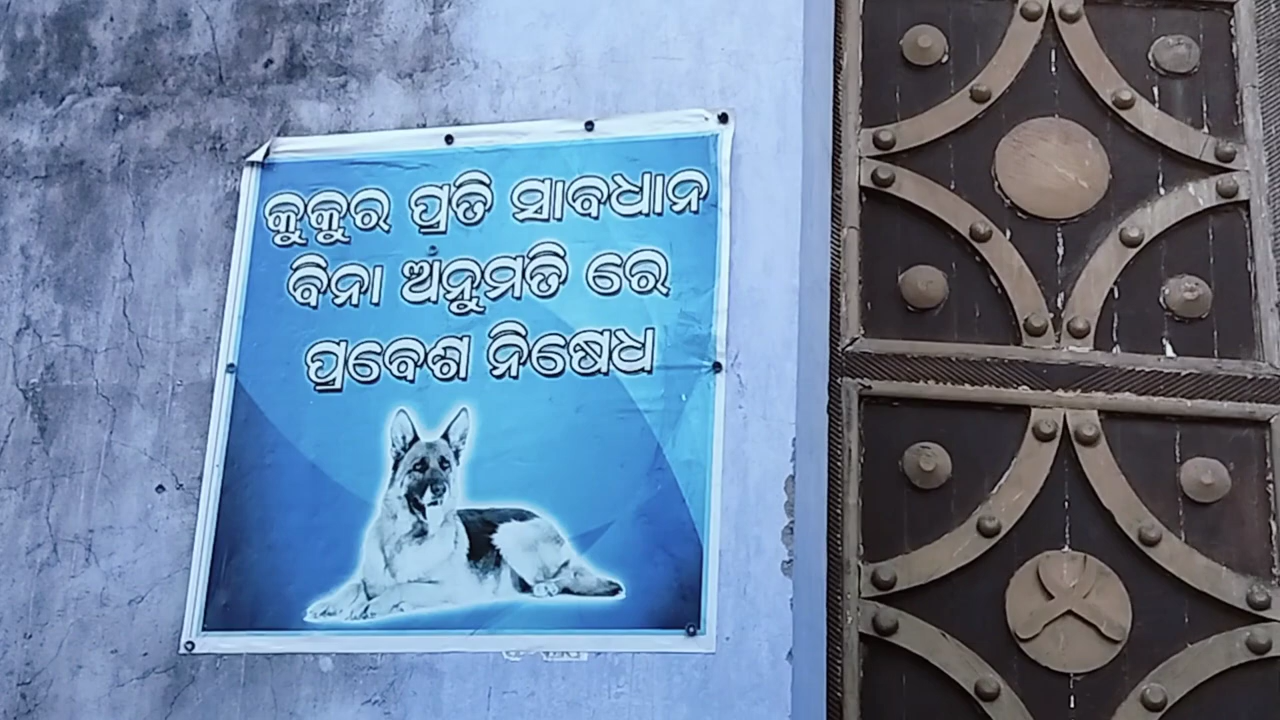 କୁକୁର ପ୍ରତି ସାବଧାନ
ବିନା ଅନୁମତି ରେ
ପ୍ରବେଶ ନିଷେଧ